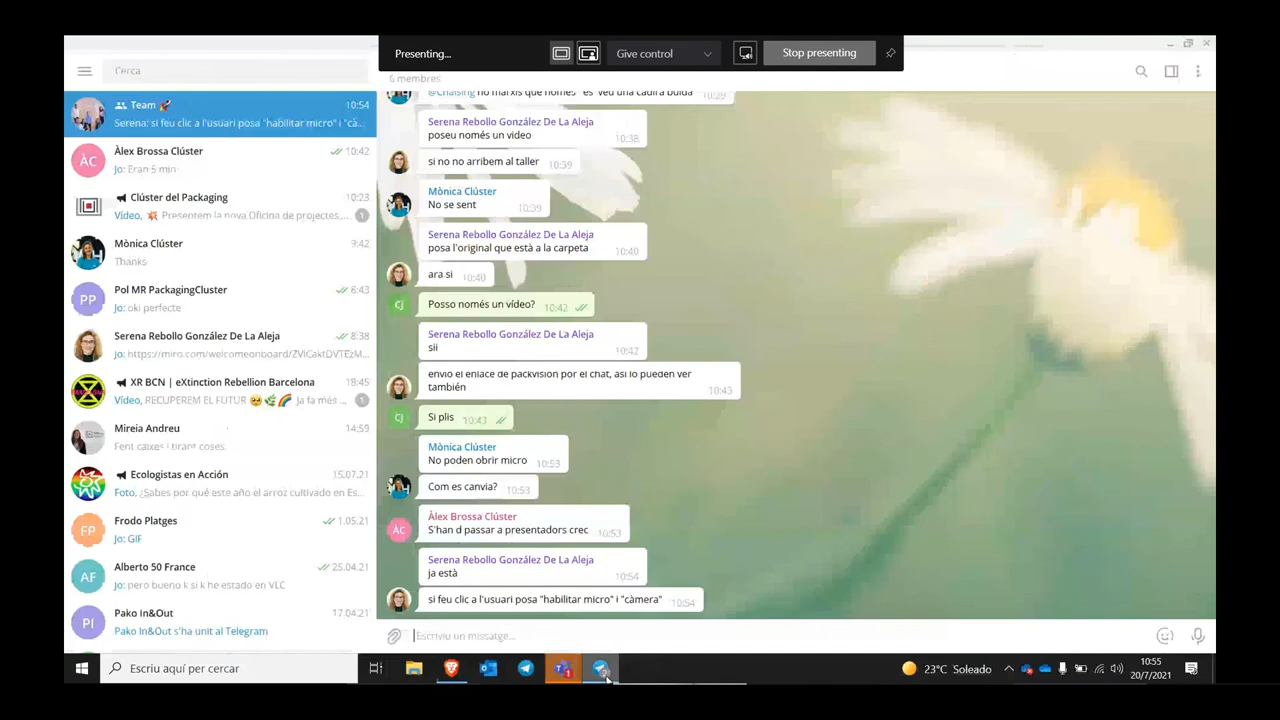 Presenting...
Give control
Stop presenting
Cerca
6 membres
Team 🚀
10:54
Serena: si feu clic a l'usuari posa "habilitar micro" i "cà...
Àlex Brossa Clúster
10:42
Jo: Eran 5 min
Clúster del Packaging
10:23
Vídeo, 💥 Presentem la nova Oficina de projectes,...
1
Mònica Clúster
9:42
Thanks
PP
Pol MR PackagingCluster
8:43
Jo: oki perfecte
Serena Rebollo González De La Aleja
8:38
XR BCN | eXtinction Rebellion Barcelona
18:45
Vídeo, RECUPEREM EL FUTUR 🥺🌿🌈 Ja fa més ...
1
Mireia Andreu
14:59
Fent caixes i tirant coses.
Ecologistas en Acción
15.07.21
Foto, ¿Sabes por qué este año el arroz cultivado en Es...
FP
Frodo Platges
1.05.21
Jo: GIF
AF
Alberto 50 France
25.04.21
Jo: pero bueno k si k he estado en VLC
PI
Pako In&Out
17.04.21
Pako In&Out s'ha unit al Telegram
@Chaising no marxis que només es veu una cadira buida
10:29
Serena Rebollo González De La Aleja
poseu només un video
10:38
si no no arribem al taller
10:39
Mònica Clúster
No se sent
10:39
Serena Rebollo González De La Aleja
posa l'original que està a la carpeta
10:40
ara si
10:40
CJ
Posso només un vídeo?
10:42
Serena Rebollo González De La Aleja
sii
10:42
envio el enlace de packvision por el chat, asi lo pueden ver
también
10:43
CJ
Si plis
10:43
Mònica Clúster
No poden obrir micro
10:53
Com es canvia?
10:53
ÀC
Àlex Brossa Clúster
S'han d passar a presentadors crec
10:53
Serena Rebollo González De La Aleja
ja està
10:54
si feu clic a l'usuari posa "habilitar micro" i "càmera"
10:54
Escriviu un missatge...
Escriu aquí per cercar
23°C Soleado
10:55
20/7/2021